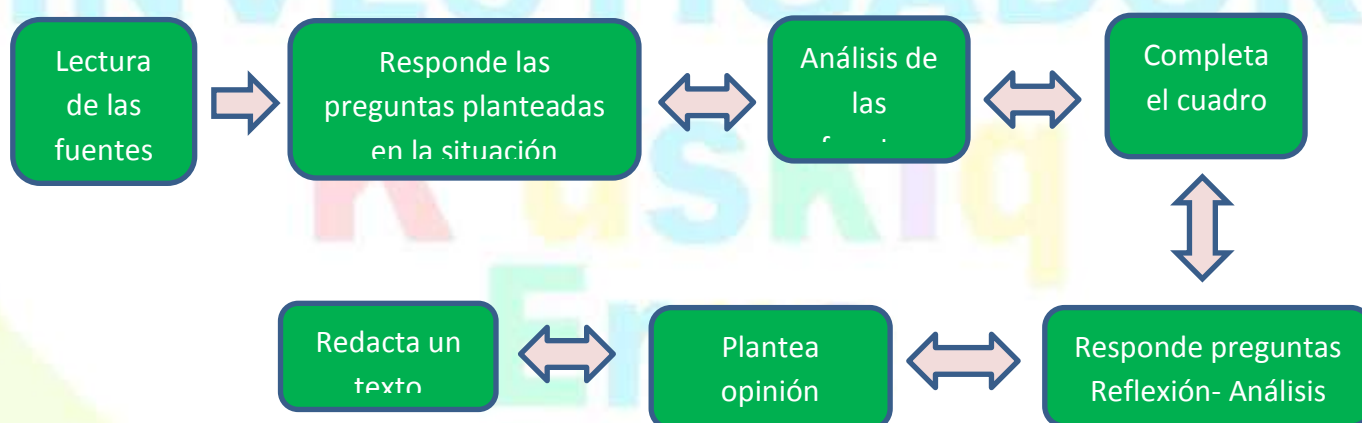 Lectura
de las
fuentes
Responde las
preguntas planteadas
en la situación
Análisis de
las
Completa
el cuadro
Redacta un
texto
Plantea
opinión
Responde preguntas
Reflexión- Análisis